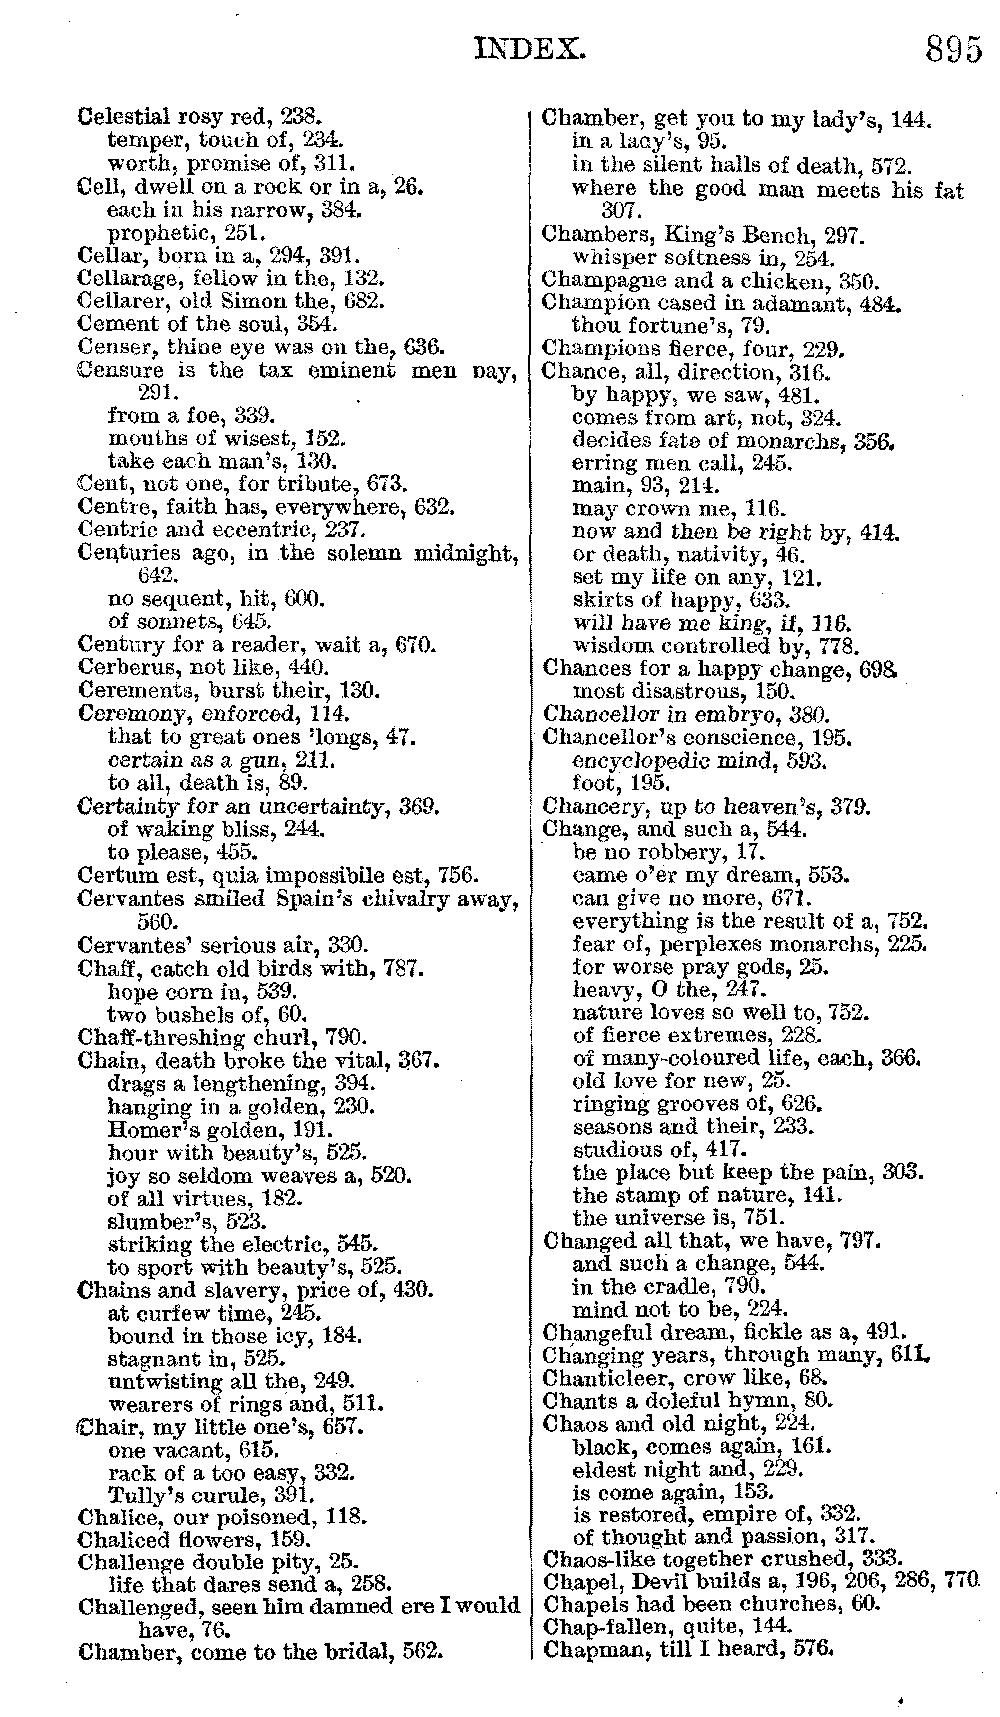 INDEX.
895
Celestial rosy red, 238.
temper, touch of, 234.
worth, promise of, 311.
Cell, dwell on a rock or in a, 26.
each in his narrow, 384.
prophetic, 251.
Cellar, born in a, 294, 391.
Cellarage, fellow in the, 132.
Cellarer, old Simon the, 682.
Cement of the soul, 354.
Censer, thine eye was on the, 636.
Censure is the tax eminent men pay,
291.
from a foe, 339.
mouths of wisest, 152.
take each man's, 130.
Cent, not one, for tribute, 673.
Centre, faith has, everywhere, 632.
Centric and eccentric, 237.
Centuries ago, in the solemn midnight,
642.
no sequent, hit, 600.
of sonnets, 645.
Century for a reader, wait a, 670.
Cerberus, not like, 440.
Cerements, burst their, 130.
Ceremony, enforced, 114.
that to great ones 'longs, 47.
certain as a gun, 211.
to all, death is, 89.
Certainty for an uncertainty, 369.
of waking bliss, 244.
to please, 455.
Certum est, quia impossibile est, 756.
Cervantes smiled Spain's chivalry away,
560.
Cervantes' serious air, 330.
Chaff, catch old birds with, 787.
hope corn in, 539.
two bushels of, 60.
Chaff-threshing churl, 790.
Chain, death broke the vital, 367.
drags a lengthening, 394.
hanging in a golden, 230.
Homer's golden, 191.
hour with beauty's, 525.
joy so seldom weaves a, 520.
of all virtues, 182.
slumber's, 523.
striking the electric, 545.
to sport with beauty's, 525.
Chains and slavery, price of, 430.
at curfew time, 245.
bound in those icy, 184.
stagnant in, 525.
untwisting all the, 249.
wearers of rings and, 511.
Chair, my little one's, 657.
one vacant, 615.
rack of a too easy, 332.
Tully's curule, 391.
Chalice, our poisoned, 118.
Chaliced flowers, 159.
Challenge double pity, 25.
life that dares send a, 258.
Challenged, seen him damned ere I would
have, 76.
Chamber, come to the bridal, 562.
Chamber, get you to my lady's, 144.
in a lady's, 95.
in the silent halls of death, 572.
where the good man meets his fat
307.
Chambers, King's Bench, 297.
whisper softness in, 254.
Champagne and a chicken, 350.
Champion cased in adamant, 484.
thou fortune's, 79.
Champions fierce, four, 229.
Chance, all, direction, 316.
by happy, we saw, 481.
comes from art, not, 324.
decides fate of monarchs, 356.
erring men call, 245.
main, 93, 214.
may crown me, 116.
now and then be right by, 414.
or death, nativity, 46.
set my life on any, 121.
skirts of happy, 633.
will have me king, if, 116.
wisdom controlled by, 778.
Chances for a happy change, 698.
most disastrous, 150.
Chancellor in embryo, 380.
Chancellor's conscience, 195.
encyclopedic mind, 593.
foot, 195.
Chancery, up to heaven's, 379.
Change, and such a, 544.
be no robbery, 17.
came o'er my dream, 553.
can give no more, 671.
everything is the result of a, 752.
fear of, perplexes monarchs, 225.
for worse pray gods, 25.
heavy, O the, 247.
nature loves so well to, 752.
of fierce extremes, 228.
of many-coloured life, each, 366.
old love for new, 25.
ringing grooves of, 626.
seasons and their, 233.
studious of, 417.
the place but keep the pain, 303.
the stamp of nature, 141.
the universe is, 751.
Changed all that, we have, 797.
and such a change, 544.
in the cradle, 790.
mind not to be, 224.
Changeful dream, fickle as a, 491.
Changing years, through many, 611.
Chanticleer, crow like, 68.
Chants a doleful hymn, 80.
Chaos and old night, 224.
black, comes again, 161.
eldest night and, 229.
is come again, 153.
is restored, empire of, 332.
of thought and passion, 317.
Chaos-like together crushed, 333.
Chapel, Devil builds a, 196, 206, 286, 770.
Chapels had been churches, 60.
Chap-fallen, quite, 144.
Chapman, till I heard, 576.